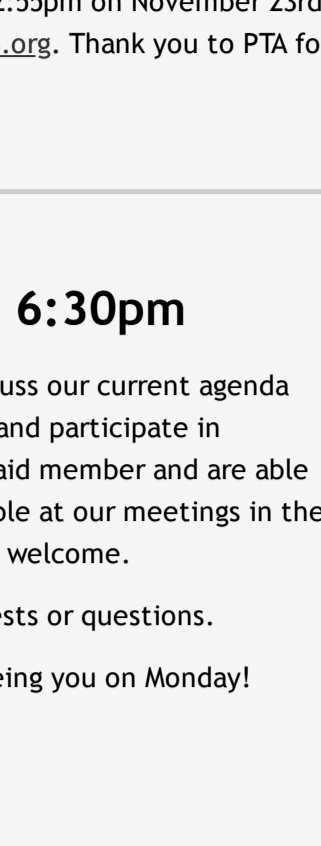 2:55pm on November 23rd
.org. Thank you to PTA fo
6:30pm
uss our current agenda
and participate in
aid member and are able
ole at our meetings in the
welcome.
ests or questions.
eing you on Monday!